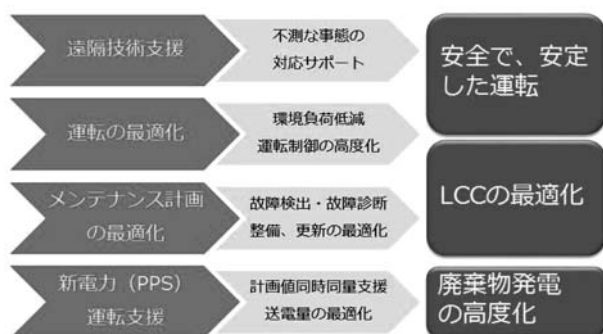 遠隔技術支援
不測な事態の
対応サポート
安全で、安定
した運転
運転の最適化
環境負荷低減
運転制御の高度化
LCCの最適化
メンテナンス計画
の最適化
故障検出・故障診断
整備、更新の最適化
新電力（PPS）
運転支援
計画値同時同量支援
送電量の最適化
廃棄物発電
の高度化